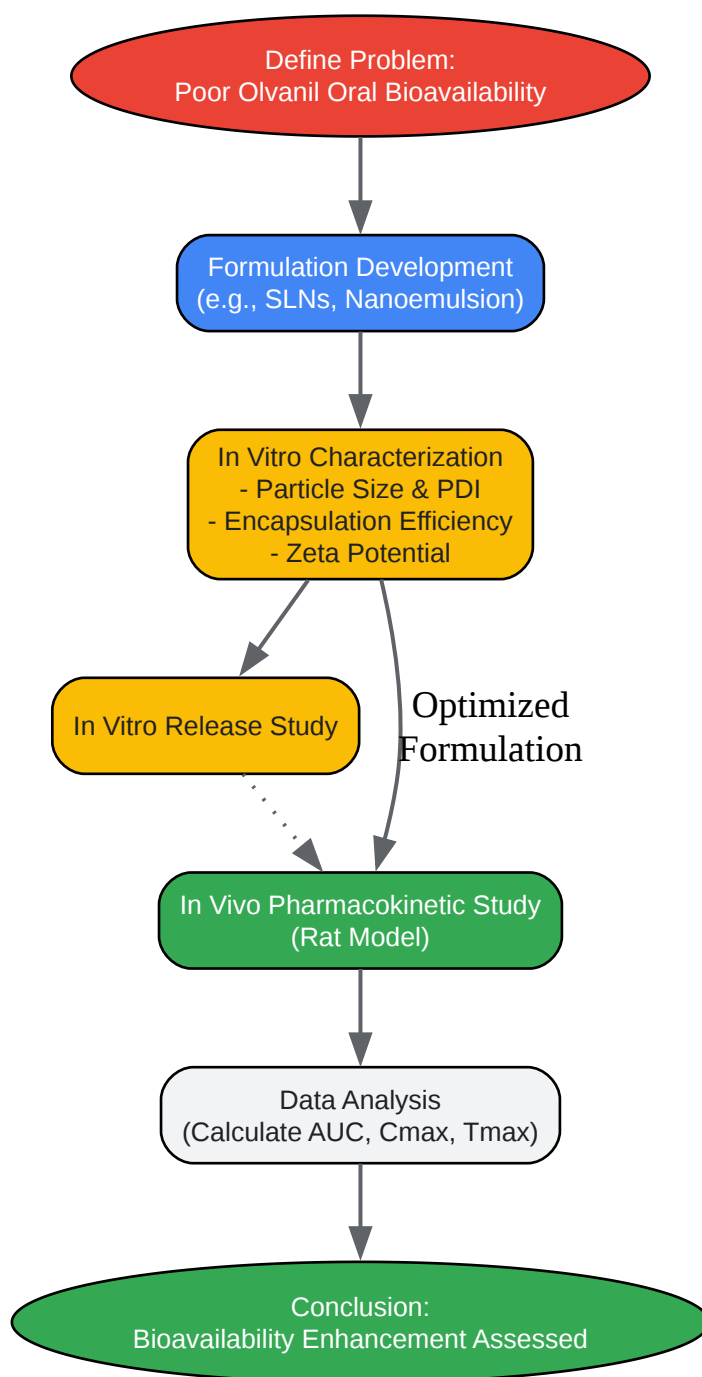 Define Problem:
Poor Olvanil Oral Bioavailability
Formulation Development
(e.g., SLNs, Nanoemulsion)
In Vitro Characterization
- Particle Size & PDI
- Encapsulation Efficiency
- Zeta Potential
In Vitro Release Study
Optimized
Formulation
In Vivo Pharmacokinetic Study
(Rat Model)
Data Analysis
(Calculate AUC, Cmax, Tmax)
Conclusion:
Bioavailability Enhancement Assessed